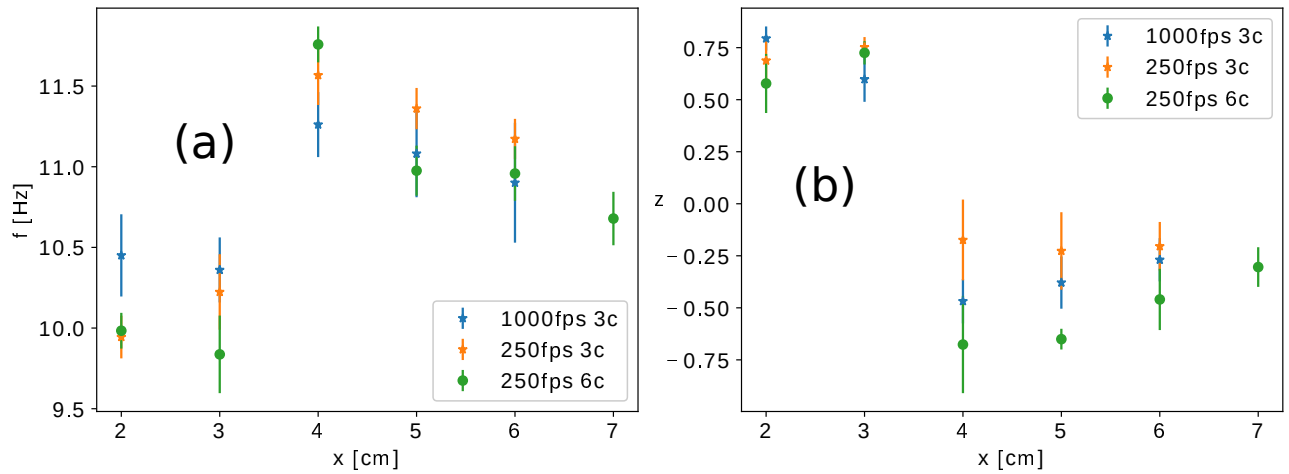 (a)
f [Hz]
11.5
11.0
10.5
10.0
9.5
1000fps 3c
250fps 3c
250fps 6c
2 3 4 5 6 7
x [cm]
(b)
z
0.75
0.50
0.25
0.00
−0.25
−0.50
−0.75
1000fps 3c
250fps 3c
250fps 6c
2 3 4 5 6 7
x [cm]